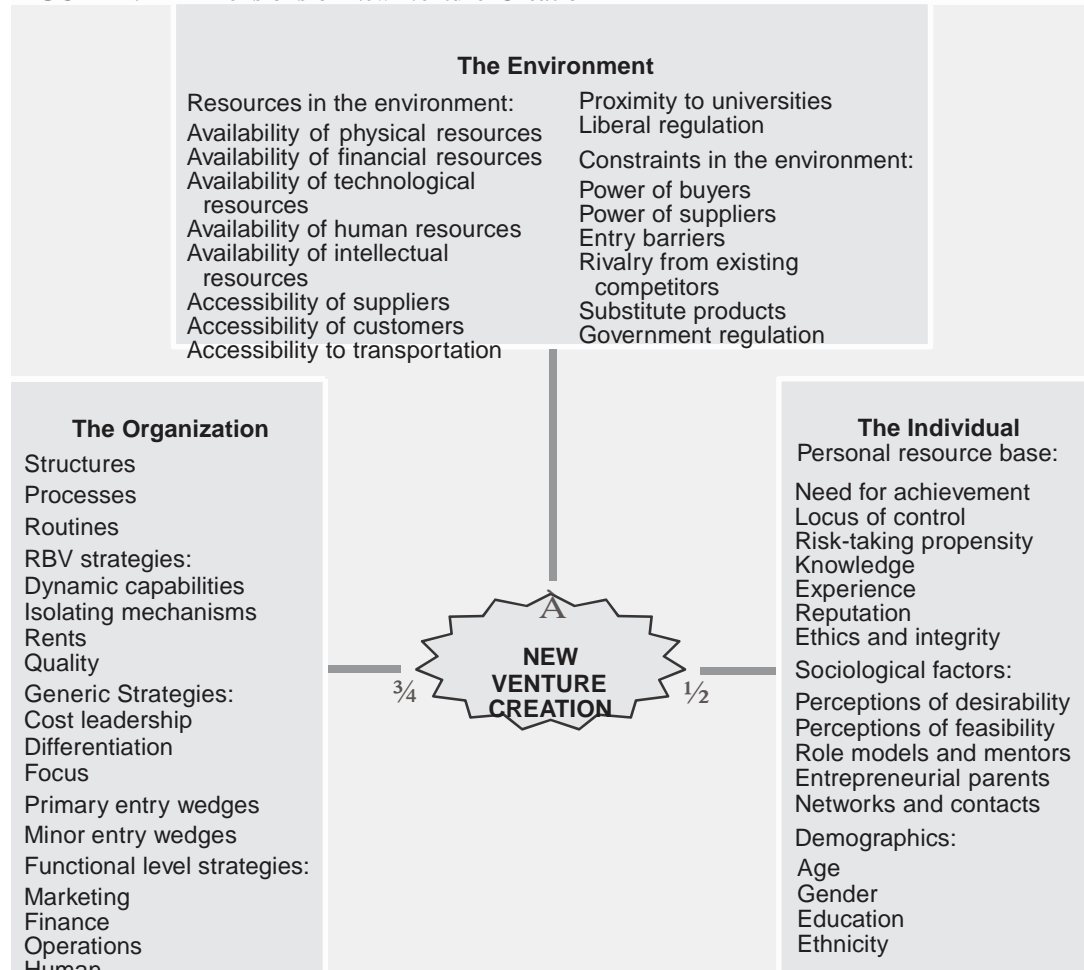 The Environment
Resources in the environment:
Availability of physical resources
Availability of financial resources
Availability of technological
resources
Availability of human resources
Availability of intellectual
resources
Accessibility of suppliers
Accessibility of customers
Accessibility to transportation
Proximity to universities
Liberal regulation
Constraints in the environment:
Power of buyers
Power of suppliers
Entry barriers
Rivalry from existing
competitors
Substitute products
Government regulation
The Organization
Structures
Processes
Routines
RBV strategies:
Dynamic capabilities
Isolating mechanisms
Rents
Quality
Generic Strategies:
Cost leadership
Differentiation
Focus
Primary entry wedges
Minor entry wedges
Functional level strategies:
Marketing
Finance
Operations
Human
À
NEW
VENTURE
CREATION
¾
½
The Individual
Personal resource base:
Need for achievement
Locus of control
Risk-taking propensity
Knowledge
Experience
Reputation
Ethics and integrity
Sociological factors:
Perceptions of desirability
Perceptions of feasibility
Role models and mentors
Entrepreneurial parents
Networks and contacts
Demographics:
Age
Gender
Education
Ethnicity